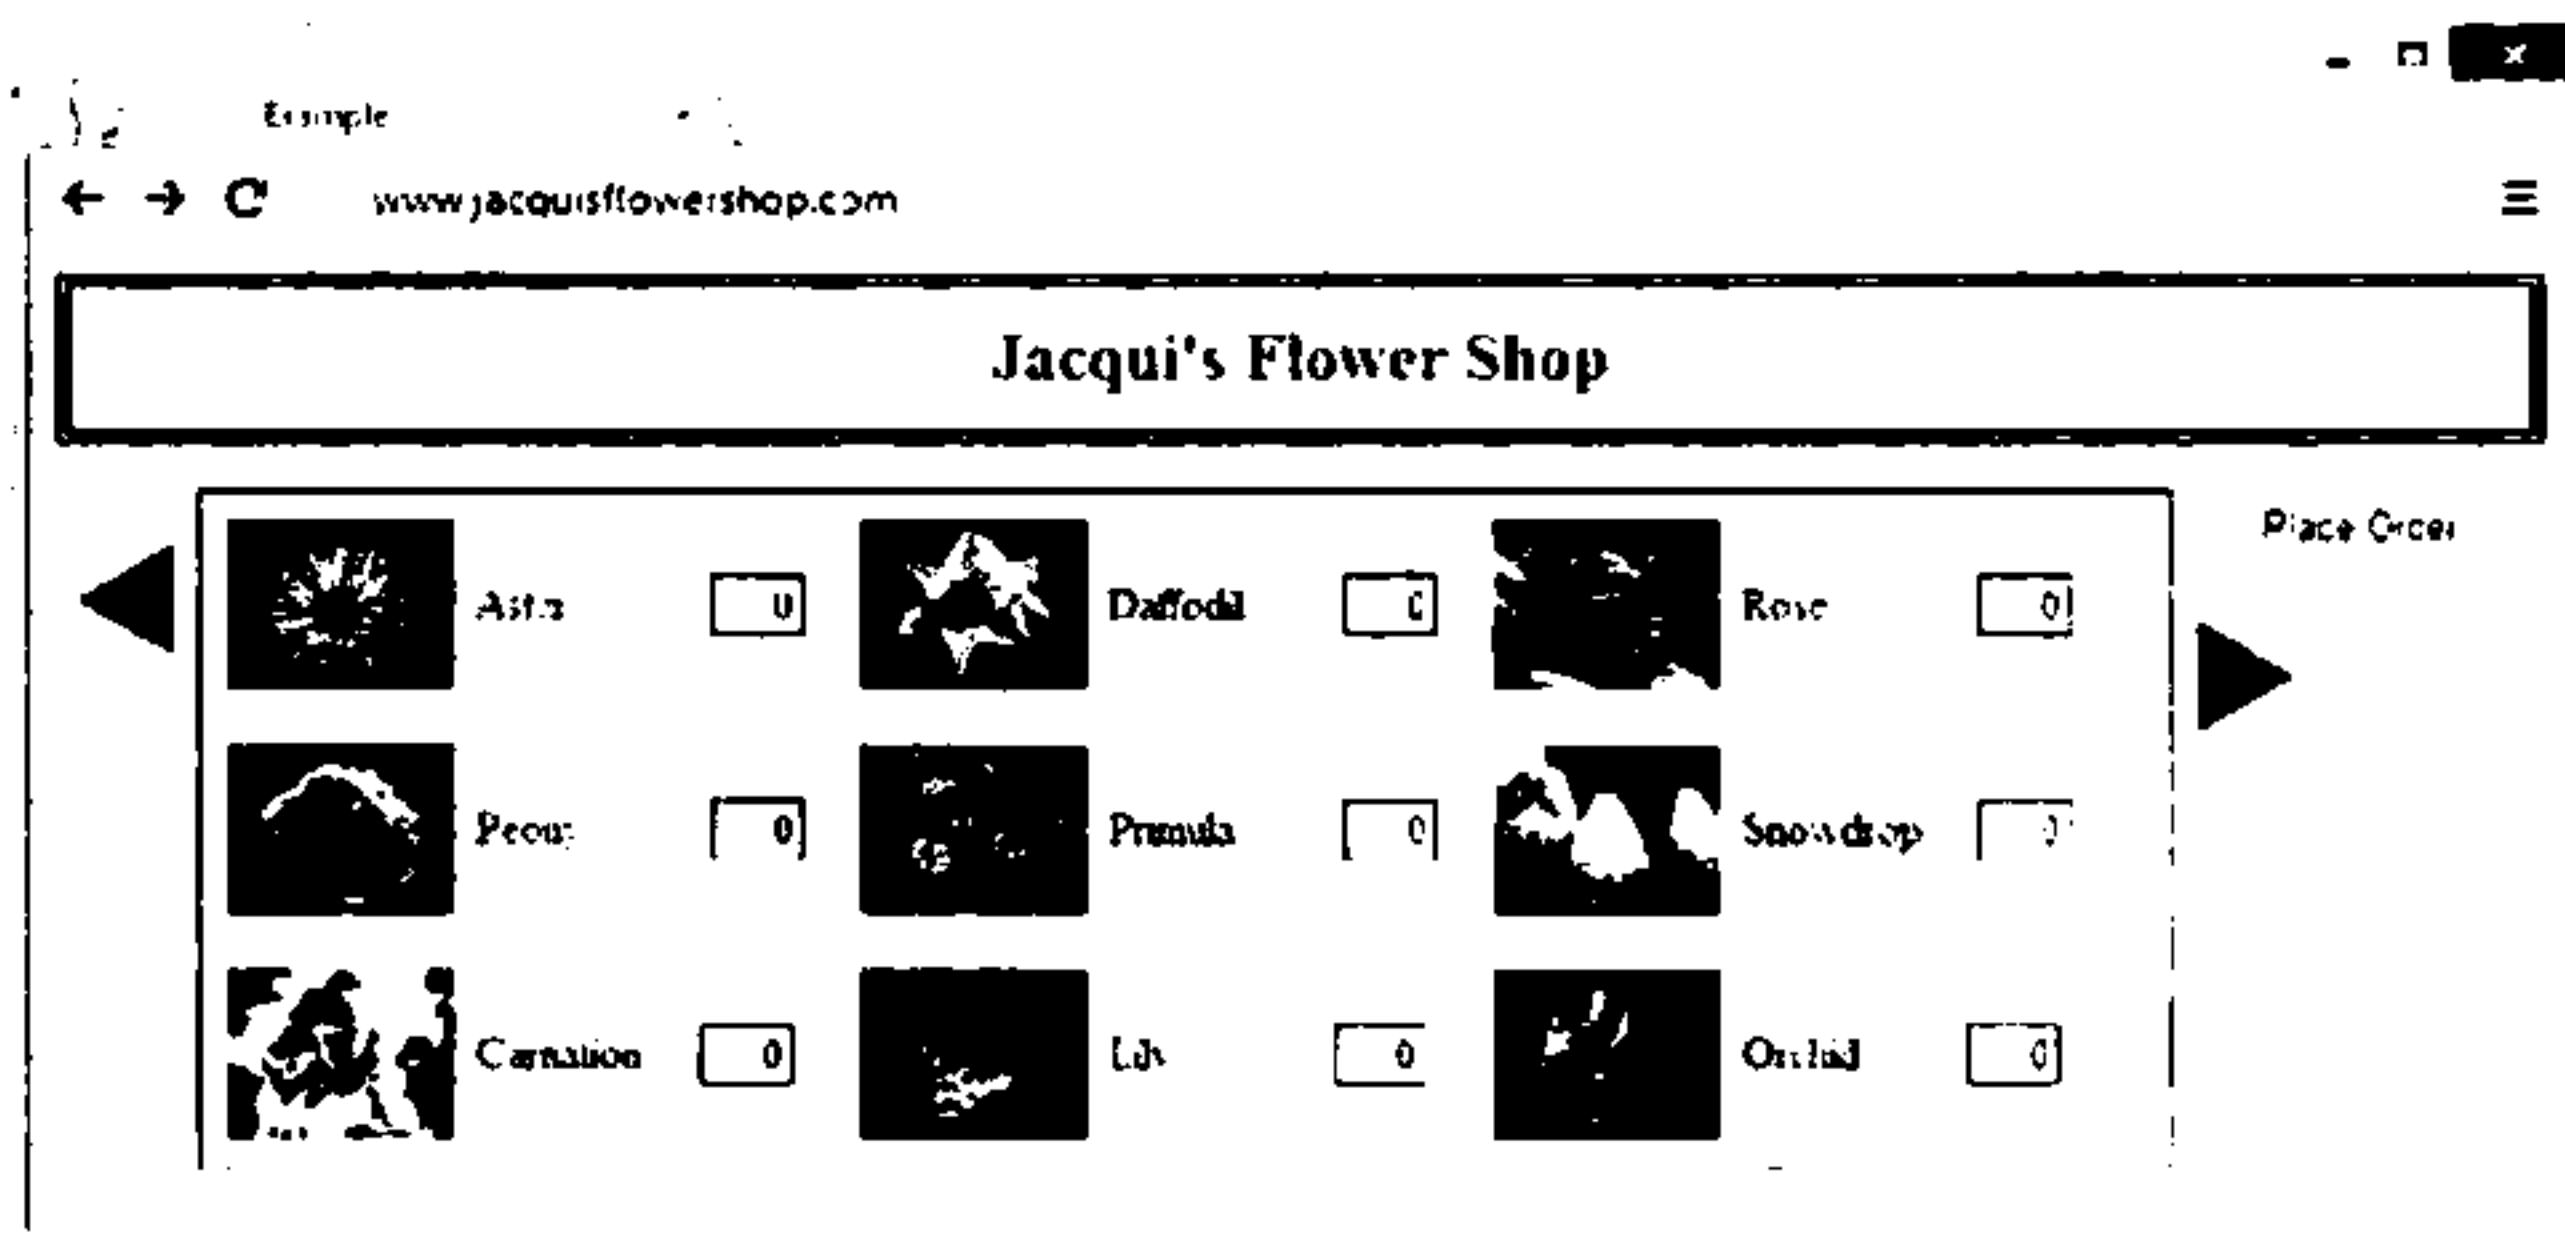 Example
www.jacquisflowershop.com
Jacqui's Flower Shop
Place Order
Aster 0 Daffodil 0 Rose 0
Peony 0 Primula 0 Snowdrop 0
Carnation 0 Lily 0 Orchid 0